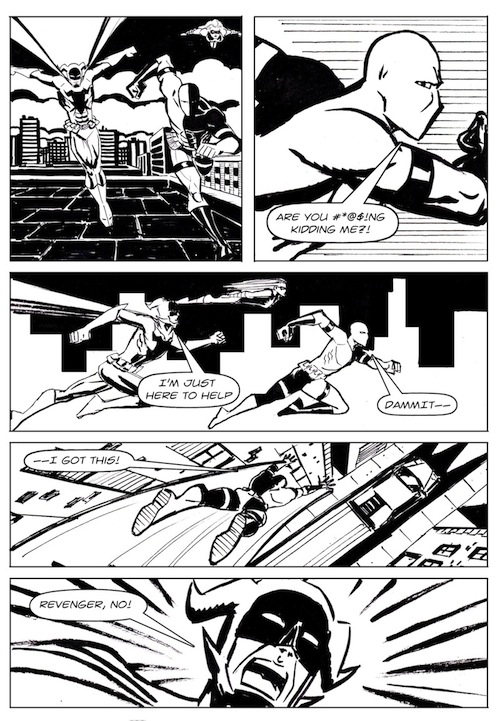 ARE YOU #*@$!NG
KIDDING ME?!
I'M JUST
HERE TO HELP
DAMMIT--
--I GOT THIS!
REVENGER, NO!